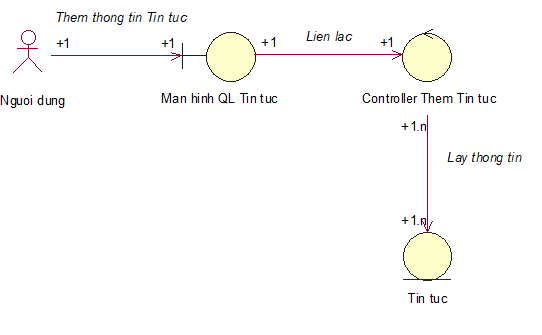 Them thong tin Tin tuc
Lien lac
+1
+1
+1
+1
Nguoi dung
Man hinh QL Tin tuc
Controller Them Tin tuc
+1.n
Lay thong tin
+1.n
Tin tuc